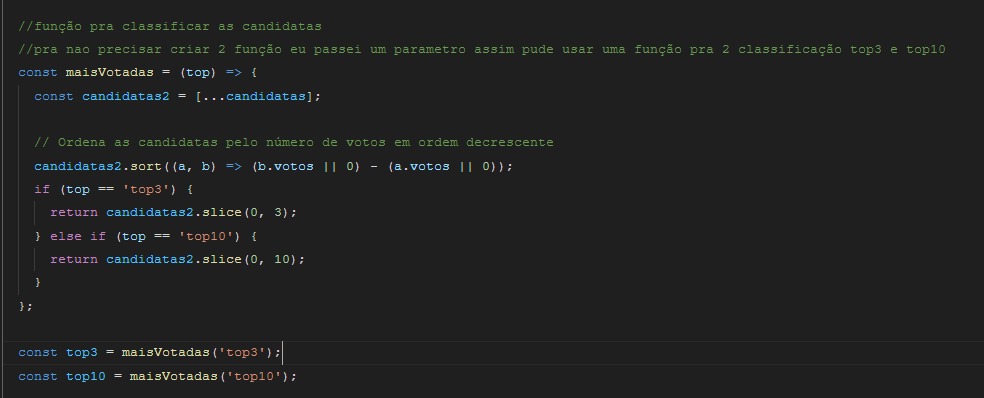 //função pra classificar as candidatas
//pra nao precisar criar 2 função eu passei um parametro assim pude usar uma função pra 2 classificação top3 e top10
const maisVotadas = (top) => {
const candidatas2 = [...candidatas];
// Ordena as candidatas pelo número de votos em ordem decrescente
candidatas2.sort((a, b) => (b.votos || 0) - (a.votos || 0));
if (top == 'top3') {
return candidatas2.slice(0, 3);
} else if (top == 'top10') {
return candidatas2.slice(0, 10);
}
};
const top3 = maisVotadas('top3');
const top10 = maisVotadas('top10');